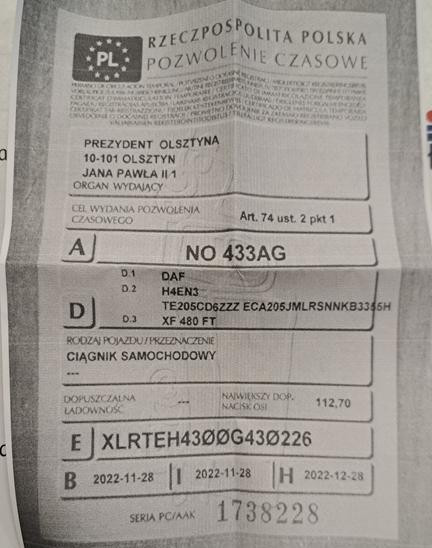 PL
RZECZPOSPOLITA POLSKA
POZWOLENIE CZASOWE
PREZYDENT OLSZTYNA
10-101 OLSZTYN
JANA PAWŁA II 1
ORGAN WYDAJĄCY
CEL WYDANIA POZWOLENIA CZASOWEGO
Art. 74 ust. 2 pkt 1
A NO 433AG
D.1 DAF
D.2 H4EN3
TE205CD6ZZZ ECA205JMLRSNNKB3355H
D
D.3 XF 480 FT
RODZAJ POJAZDU / PRZEZNACZENIE
CIĄGNIK SAMOCHODOWY
---
DOPUSZCZALNA ŁADOWNOŚĆ
---
NAJWIĘKSZY DOP. NACISK OSI
112,70
E XLRTEH4300G430226
B 2022-11-28 I 2022-11-28 H 2022-12-28
SERIA PC/AAK 1738228